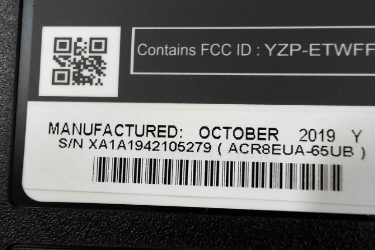 Contains FCC ID : YZP-ETWFF
MANUFACTURED: OCTOBER 2019 Y
S/N XA1A1942105279 ( ACR8EUA-65UB )